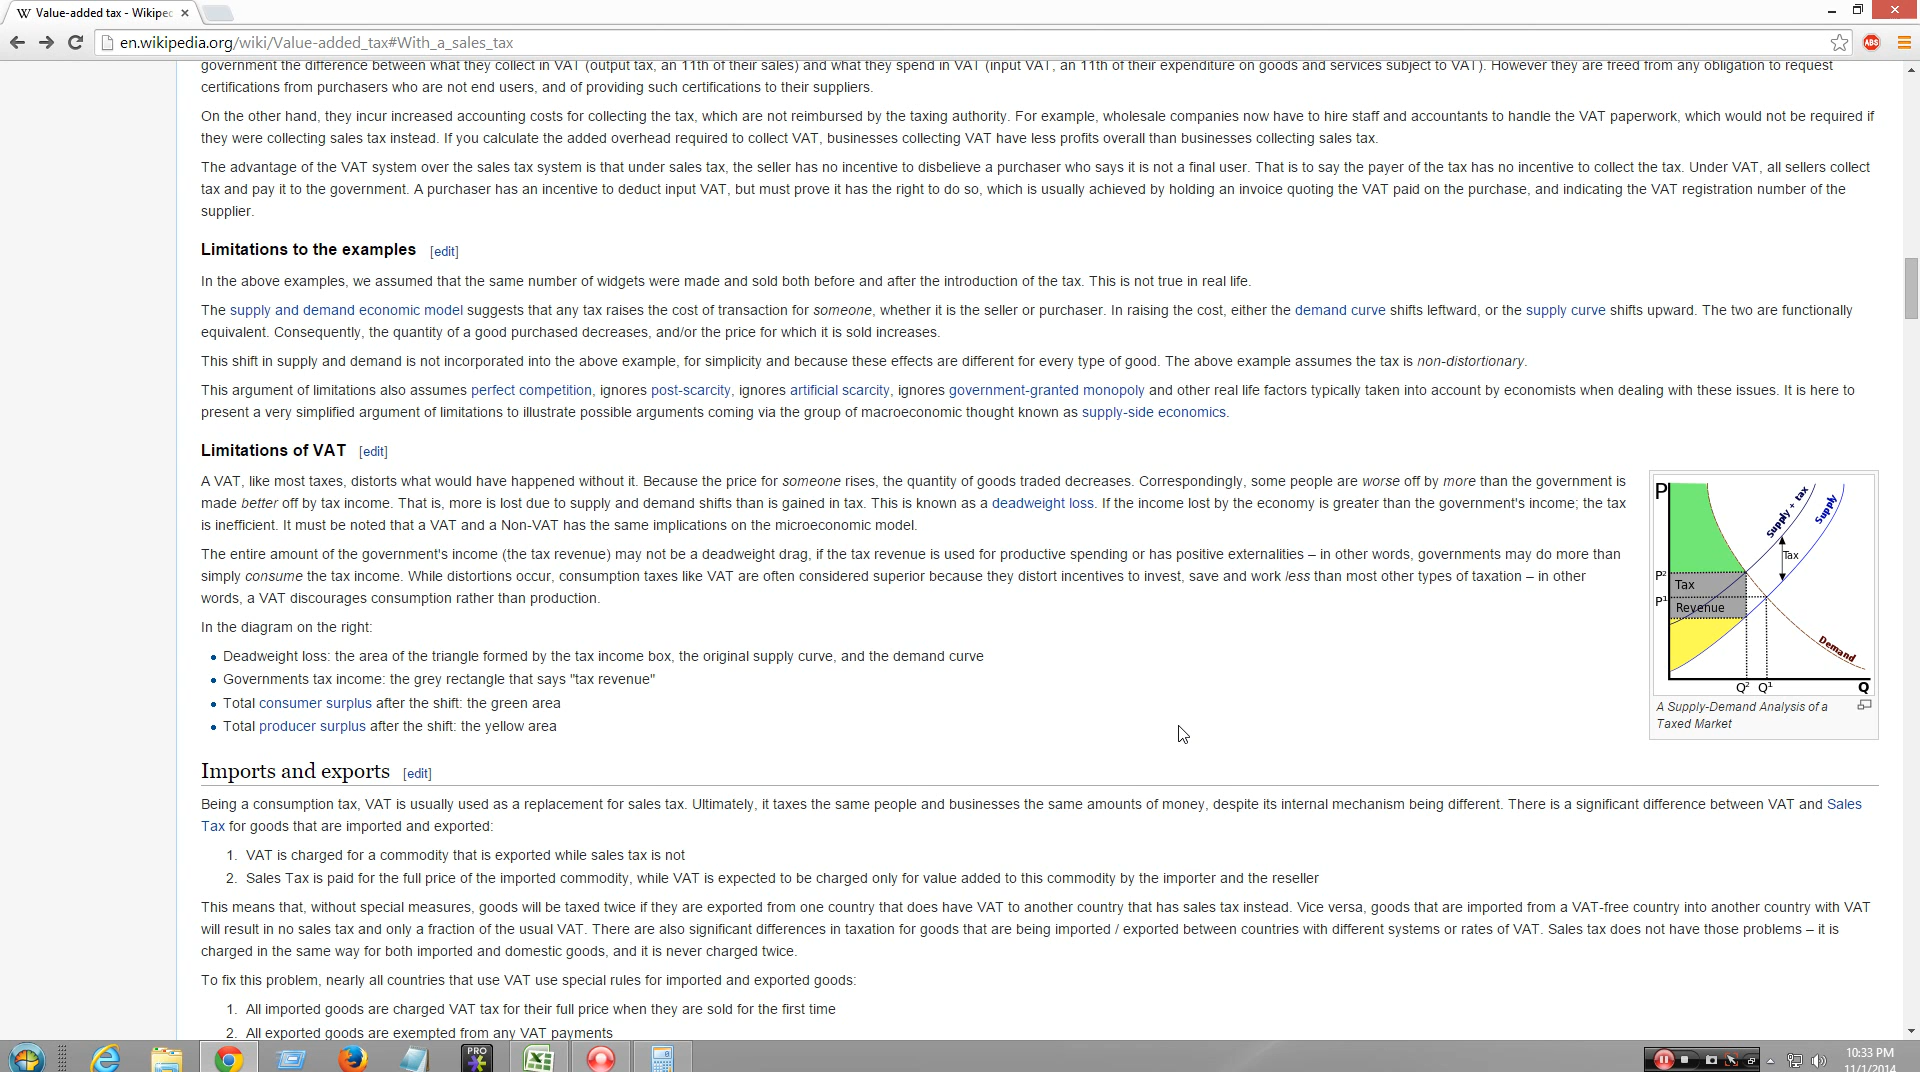 Value-added tax - Wikipe
en.wikipedia.org/wiki/Value-added_tax#With_a_sales_tax
ABS
government the difference between what they collect in VAT (output tax, an 11th of their sales) and what they spend in VAT (input VAT, an 11th of their expenditure on goods and services subject to VAT). However they are freed from any obligation to request
certifications from purchasers who are not end users, and of providing such certifications to their suppliers.
On the other hand, they incur increased accounting costs for collecting the tax, which are not reimbursed by the taxing authority. For example, wholesale companies now have to hire staff and accountants to handle the VAT paperwork, which would not be required if
they were collecting sales tax instead. If you calculate the added overhead required to collect VAT, businesses collecting VAT have less profits overall than businesses collecting sales tax.
The advantage of the VAT system over the sales tax system is that under sales tax, the seller has no incentive to disbelieve a purchaser who says it is not a final user. That is to say the payer of the tax has no incentive to collect the tax. Under VAT, all sellers collect
tax and pay it to the government. A purchaser has an incentive to deduct input VAT, but must prove it has the right to do so, which is usually achieved by holding an invoice quoting the VAT paid on the purchase, and indicating the VAT registration number of the
supplier.
Limitations to the examples [edit]
In the above examples, we assumed that the same number of widgets were made and sold both before and after the introduction of the tax. This is not true in real life.
The supply and demand economic model suggests that any tax raises the cost of transaction for someone, whether it is the seller or purchaser. In raising the cost, either the demand curve shifts leftward, or the supply curve shifts upward. The two are functionally
equivalent. Consequently, the quantity of a good purchased decreases, and/or the price for which it is sold increases.
This shift in supply and demand is not incorporated into the above example, for simplicity and because these effects are different for every type of good. The above example assumes the tax is non-distortionary.
This argument of limitations also assumes perfect competition, ignores post-scarcity, ignores artificial scarcity, ignores government-granted monopoly and other real life factors typically taken into account by economists when dealing with these issues. It is here to
present a very simplified argument of limitations to illustrate possible arguments coming via the group of macroeconomic thought known as supply-side economics.
Limitations of VAT [edit]
A VAT, like most taxes, distorts what would have happened without it. Because the price for someone rises, the quantity of goods traded decreases. Correspondingly, some people are worse off by more than the government is
made better off by tax income. That is, more is lost due to supply and demand shifts than is gained in tax. This is known as a deadweight loss. If the income lost by the economy is greater than the government's income; the tax
is inefficient. It must be noted that a VAT and a Non-VAT has the same implications on the microeconomic model.
The entire amount of the government's income (the tax revenue) may not be a deadweight drag, if the tax revenue is used for productive spending or has positive externalities – in other words, governments may do more than
simply consume the tax income. While distortions occur, consumption taxes like VAT are often considered superior because they distort incentives to invest, save and work less than most other types of taxation – in other
words, a VAT discourages consumption rather than production.
In the diagram on the right:
• Deadweight loss: the area of the triangle formed by the tax income box, the original supply curve, and the demand curve
• Governments tax income: the grey rectangle that says "tax revenue"
• Total consumer surplus after the shift: the green area
• Total producer surplus after the shift: the yellow area
P
Supply + tax
Supply
Tax
P²
Tax
P¹
Revenue
Demand
Q² Q¹
Q
A Supply-Demand Analysis of a
Taxed Market
Imports and exports [edit]
Being a consumption tax, VAT is usually used as a replacement for sales tax. Ultimately, it taxes the same people and businesses the same amounts of money, despite its internal mechanism being different. There is a significant difference between VAT and Sales
Tax for goods that are imported and exported:
1. VAT is charged for a commodity that is exported while sales tax is not
2. Sales Tax is paid for the full price of the imported commodity, while VAT is expected to be charged only for value added to this commodity by the importer and the reseller
This means that, without special measures, goods will be taxed twice if they are exported from one country that does have VAT to another country that has sales tax instead. Vice versa, goods that are imported from a VAT-free country into another country with VAT
will result in no sales tax and only a fraction of the usual VAT. There are also significant differences in taxation for goods that are being imported / exported between countries with different systems or rates of VAT. Sales tax does not have those problems – it is
charged in the same way for both imported and domestic goods, and it is never charged twice.
To fix this problem, nearly all countries that use VAT use special rules for imported and exported goods:
1. All imported goods are charged VAT tax for their full price when they are sold for the first time
2. All exported goods are exempted from any VAT payments
PRO
10:33 PM
11/1/2014